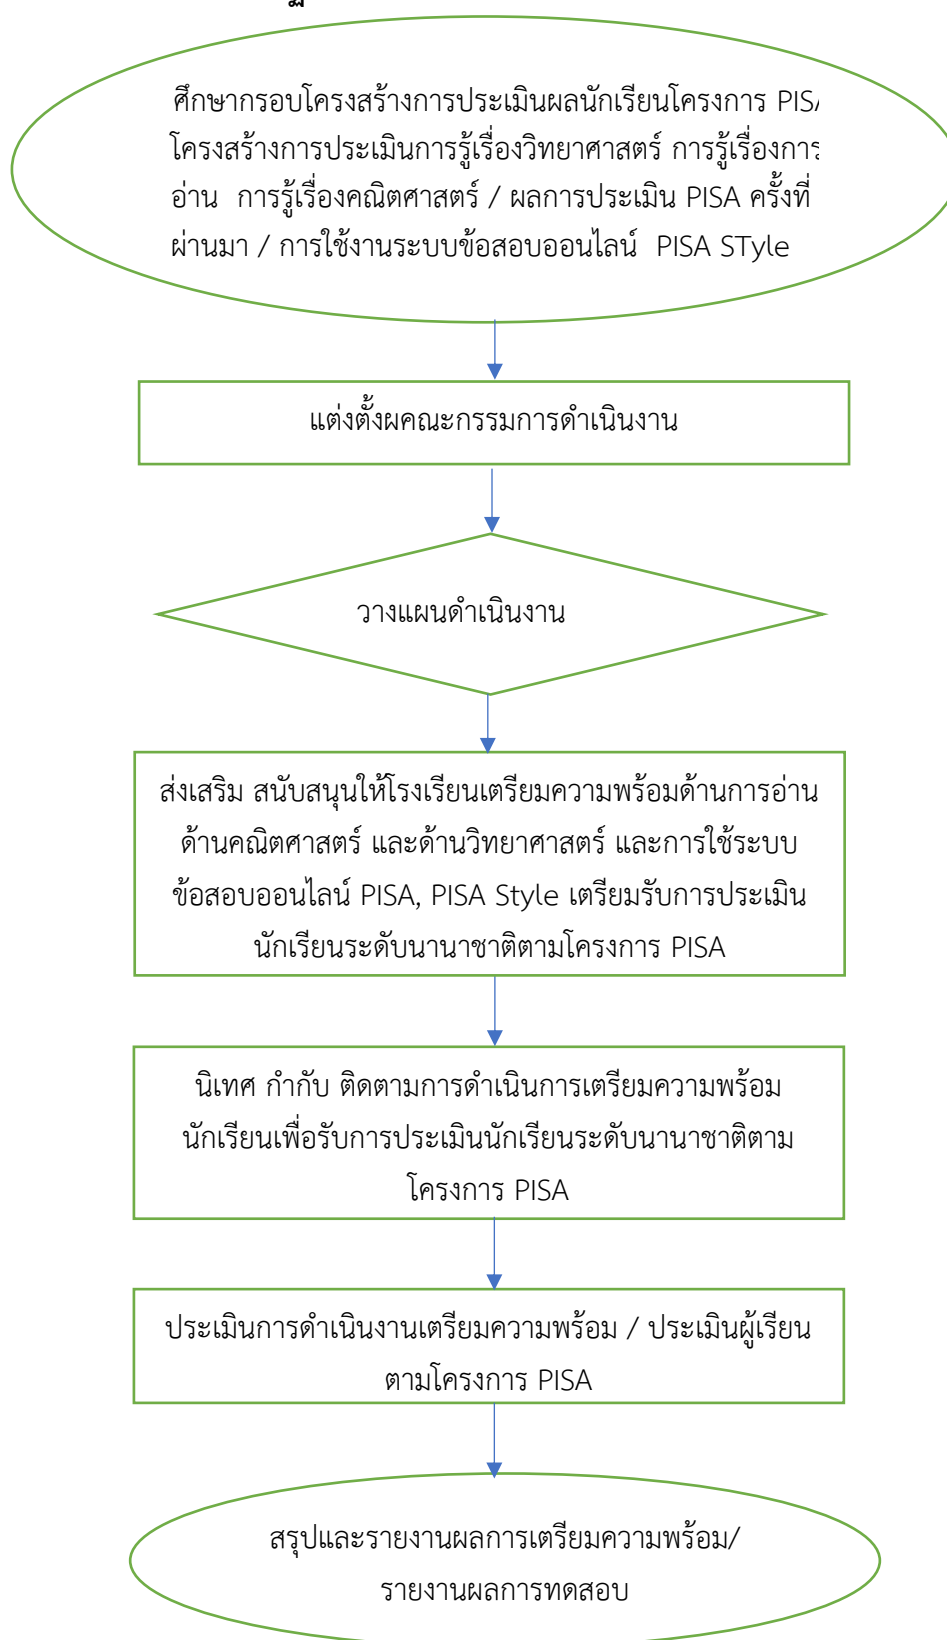 ศึกษากรอบโครงสร้างการประเมินผลนักเรียนโครงการ PISA
โครงสร้างการประเมินการรู้เรื่องวิทยาศาสตร์ การรู้เรื่องการ
อ่าน การรู้เรื่องคณิตศาสตร์ / ผลการประเมิน PISA ครั้งที่
ผ่านมา / การใช้งานระบบข้อสอบออนไลน์ PISA STyle
แต่งตั้งผคณะกรรมการดำเนินงาน
วางแผนดำเนินงาน
ส่งเสริม สนับสนุนให้โรงเรียนเตรียมความพร้อมด้านการอ่าน
ด้านคณิตศาสตร์ และด้านวิทยาศาสตร์ และการใช้ระบบ
ข้อสอบออนไลน์ PISA, PISA Style เตรียมรับการประเมิน
นักเรียนระดับนานาชาติตามโครงการ PISA
นิเทศ กำกับ ติดตามการดำเนินการเตรียมความพร้อม
นักเรียนเพื่อรับการประเมินนักเรียนระดับนานาชาติตาม
โครงการ PISA
ประเมินการดำเนินงานเตรียมความพร้อม / ประเมินผู้เรียน
ตามโครงการ PISA
สรุปและรายงานผลการเตรียมความพร้อม/
รายงานผลการทดสอบ